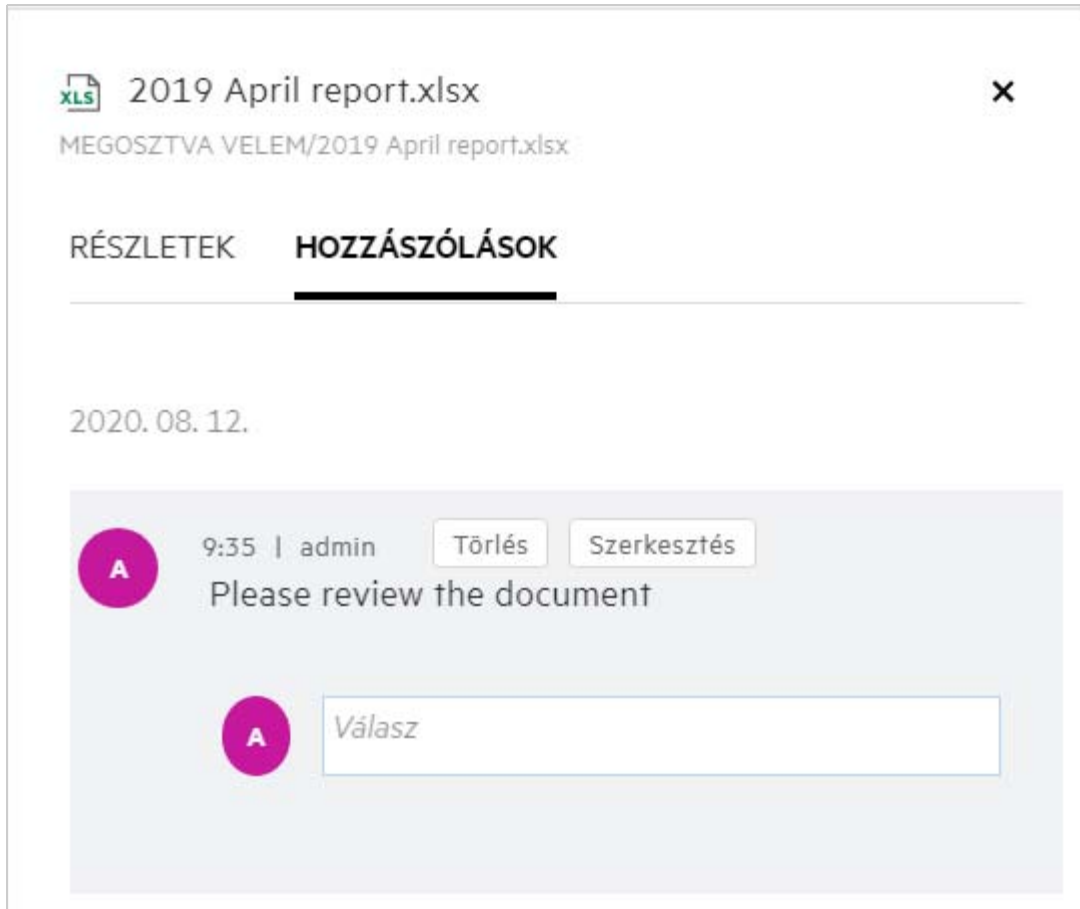 XLS 2019 April report.xlsx ×
MEGOSZTVA VELEM/2019 April report.xlsx
RÉSZLETEK HOZZÁSZÓLÁSOK
2020. 08. 12.
A 9:35 | admin Törlés Szerkesztés
Please review the document
A Válasz